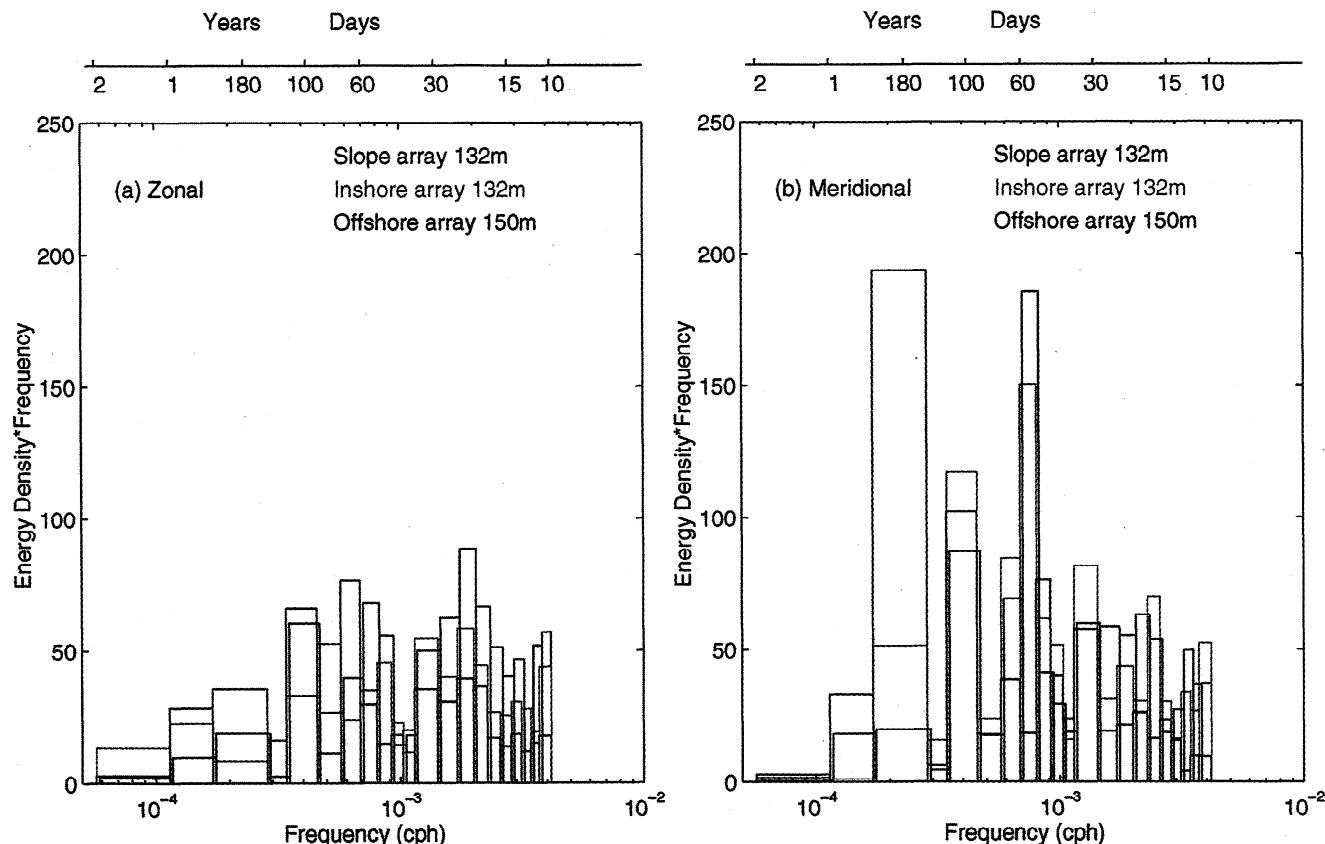 Years Days
2 1 180 100 60 30 15 10
250
200
150
100
50
0
Energy Density*Frequency
(a) Zonal
Slope array 132m
Inshore array 132m
Offshore array 150m
10^-4 10^-3 10^-2
Frequency (cph)
Years Days
2 1 180 100 60 30 15 10
250
200
150
100
50
0
Energy Density*Frequency
(b) Meridional
Slope array 132m
Inshore array 132m
Offshore array 150m
10^-4 10^-3 10^-2
Frequency (cph)